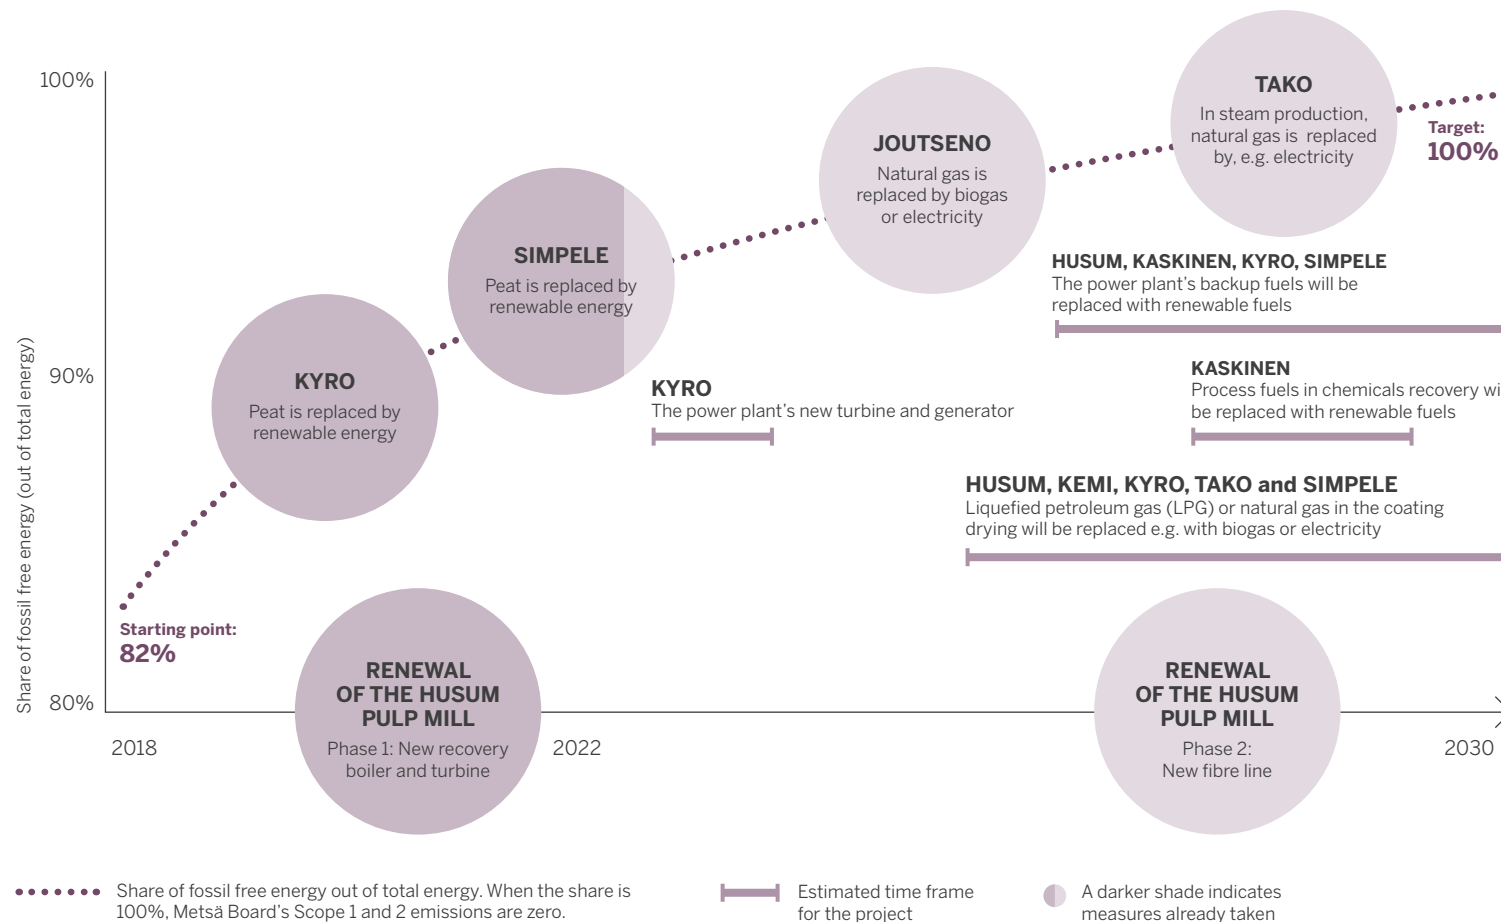 100%
90%
80%
Share of fossil free energy (out of total energy)
TAKO
In steam production,
natural gas is replaced
by, e.g. electricity
Target:
100%
JOUTSENO
Natural gas is
replaced by biogas
or electricity
SIMPELE
Peat is replaced by
renewable energy
HUSUM, KASKINEN, KYRO, SIMPELE
The power plant's backup fuels will be
replaced with renewable fuels
KYRO
Peat is replaced by
renewable energy
KYRO
The power plant's new turbine and generator
KASKINEN
Process fuels in chemicals recovery wi
be replaced with renewable fuels
HUSUM, KEMI, KYRO, TAKO and SIMPELE
Liquefied petroleum gas (LPG) or natural gas in the coating
drying will be replaced e.g. with biogas or electricity
Starting point:
82%
RENEWAL
OF THE HUSUM
PULP MILL
Phase 1: New recovery
boiler and turbine
RENEWAL
OF THE HUSUM
PULP MILL
Phase 2:
New fibre line
2018
2022
2030
Share of fossil free energy out of total energy. When the share is
100%, Metsä Board's Scope 1 and 2 emissions are zero.
Estimated time frame
for the project
A darker shade indicates
measures already taken